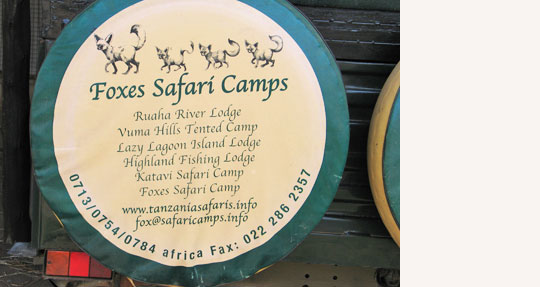 Foxes Safari Camps
Ruaha River Lodge
Vuma Hills Tented Camp
Lazy Lagoon Island Lodge
Highland Fishing Lodge
Katavi Safari Camp
Foxes Safari Camp
www.tanzaniasafaris.info
fox@safaricamps.info
0713/0754/0784 africa Fax: 022 286 2357